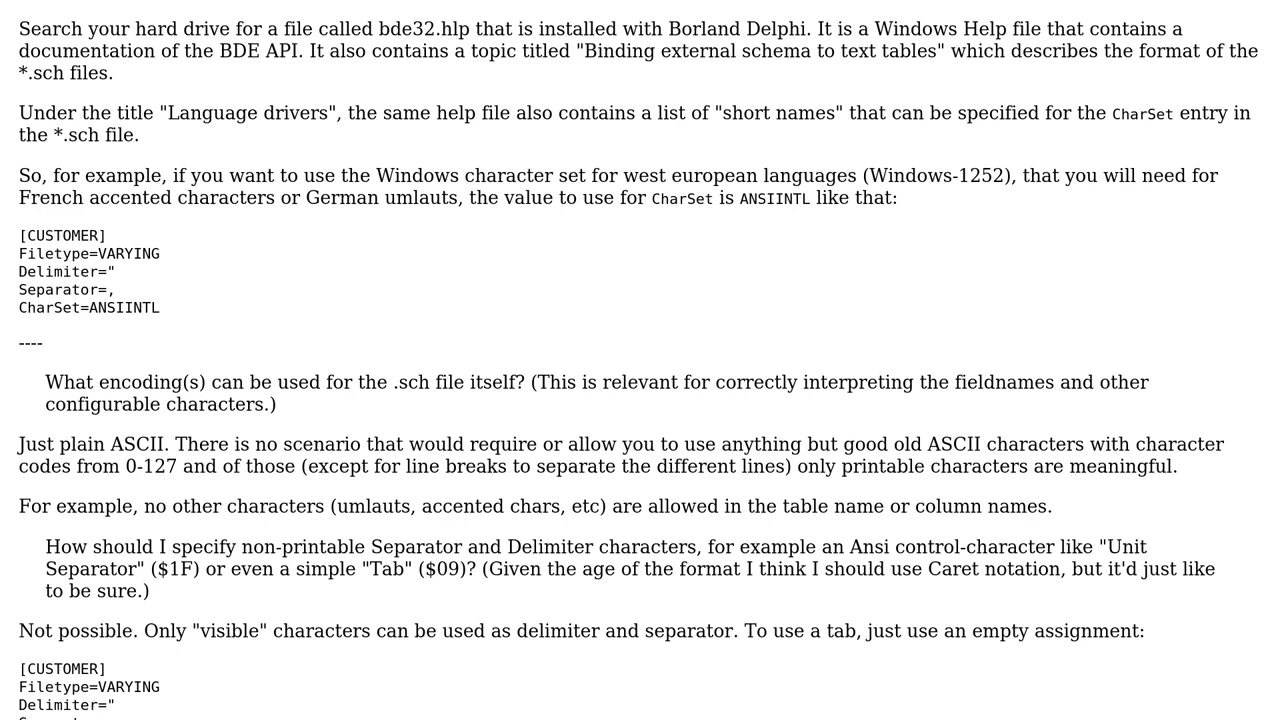 Search your hard drive for a file called bde32.hlp that is installed with Borland Delphi. It is a Windows Help file that contains a
documentation of the BDE API. It also contains a topic titled "Binding external schema to text tables" which describes the format of the
*.sch files.
Under the title "Language drivers", the same help file also contains a list of "short names" that can be specified for the CharSet entry in
the *.sch file.
So, for example, if you want to use the Windows character set for west european languages (Windows-1252), that you will need for
French accented characters or German umlauts, the value to use for CharSet is ANSIINTL like that:
[CUSTOMER]
Filetype=VARYING
Delimiter="
Separator=,
CharSet=ANSIINTL
----
What encoding(s) can be used for the .sch file itself? (This is relevant for correctly interpreting the fieldnames and other
configurable characters.)
Just plain ASCII. There is no scenario that would require or allow you to use anything but good old ASCII characters with character
codes from 0-127 and of those (except for line breaks to separate the different lines) only printable characters are meaningful.
For example, no other characters (umlauts, accented chars, etc) are allowed in the table name or column names.
How should I specify non-printable Separator and Delimiter characters, for example an Ansi control-character like "Unit
Separator" ($1F) or even a simple "Tab" ($09)? (Given the age of the format I think I should use Caret notation, but it'd just like
to be sure.)
Not possible. Only "visible" characters can be used as delimiter and separator. To use a tab, just use an empty assignment:
[CUSTOMER]
Filetype=VARYING
Delimiter="